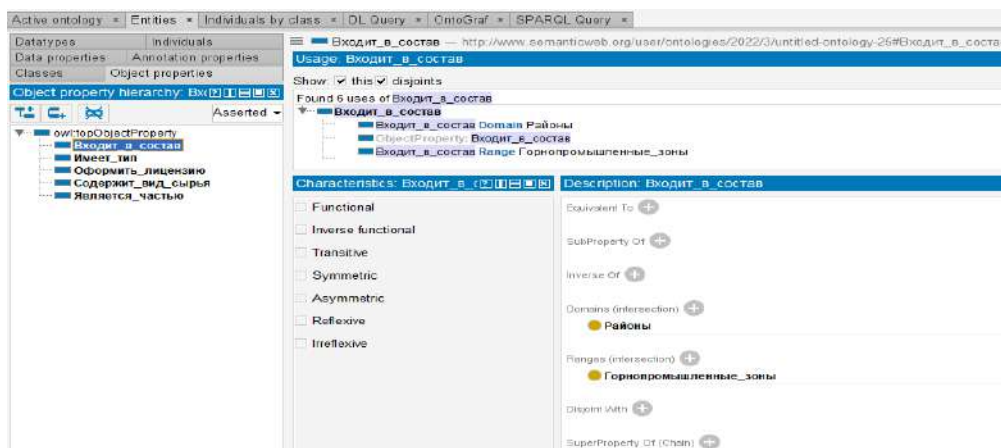 Active ontology × Entities × Individuals by class × DL Query × OntoGraf × SPARQL Query ×
Datatypes Individuals
Data properties Annotation properties
Classes Object properties
Object property hierarchy: Вхо
Asserted
owl:topObjectProperty
Входит_в_состав
Имеет_тип
Оформить_лицензию
Содержит_вид_сырья
Является_частью
Входит_в_состав — http://www.semanticweb.org/user/ontologies/2022/3/untitled-ontology-25#Входит_в_соста
Usage: Входит_в_состав
Show: this disjoints
Found 6 uses of Входит_в_состав
Входит_в_состав
Входит_в_состав Domain Районы
ObjectProperty: Входит_в_состав
Входит_в_состав Range Горнопромышленные_зоны
Characteristics: Входит_в_с
Functional
Inverse functional
Transitive
Symmetric
Asymmetric
Reflexive
Irreflexive
Description: Входит_в_состав
Equivalent To
SubProperty Of
Inverse Of
Domains (intersection)
Районы
Ranges (intersection)
Горнопромышленные_зоны
Disjoint With
SuperProperty Of (Chain)